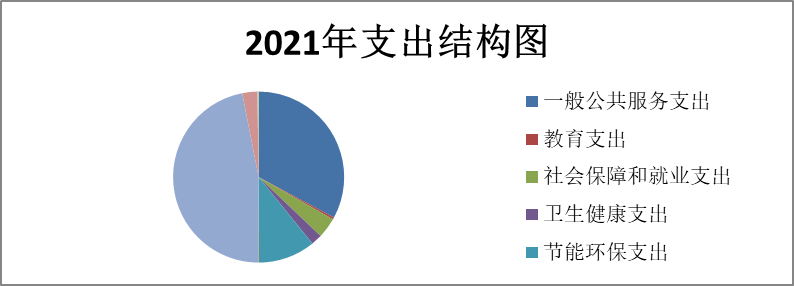 2021年支出结构图
一般公共服务支出
教育支出
社会保障和就业支出
卫生健康支出
节能环保支出